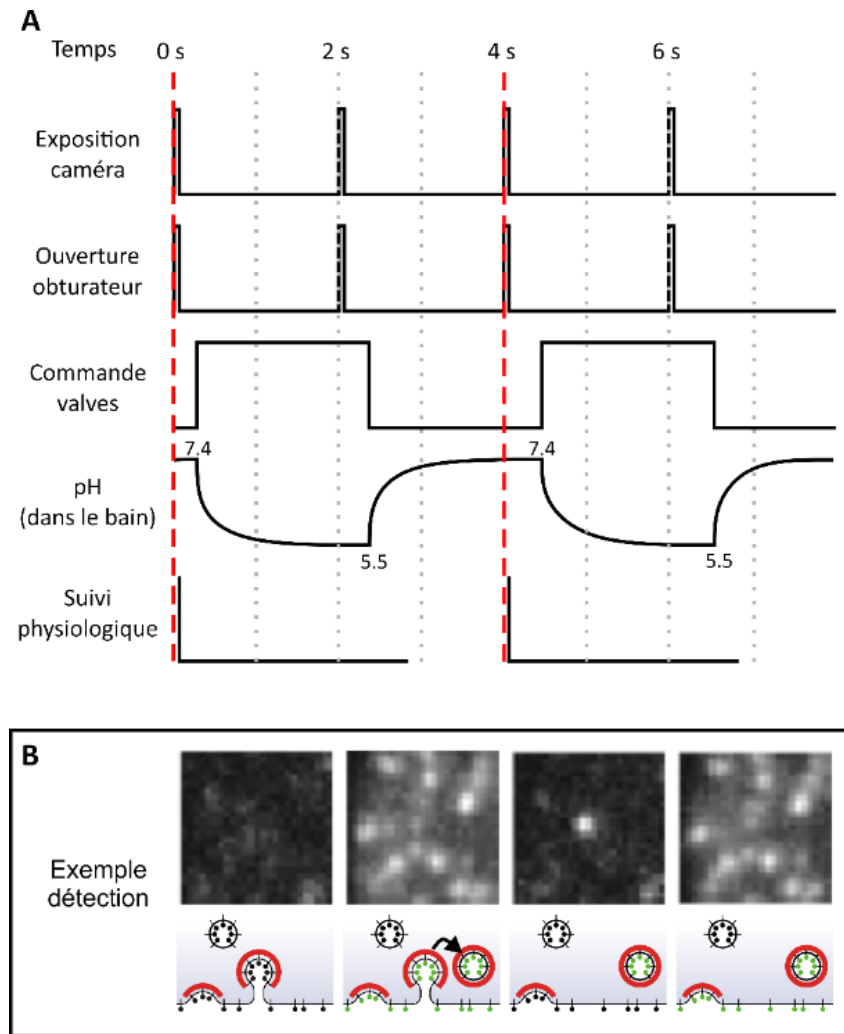 A
Temps 0 s 2 s 4 s 6 s
Exposition
caméra
Ouverture
obturateur
Commande
valves
7.4 7.4
pH
(dans le bain)
5.5 5.5
Suivi
physiologique
B
Exemple
détection